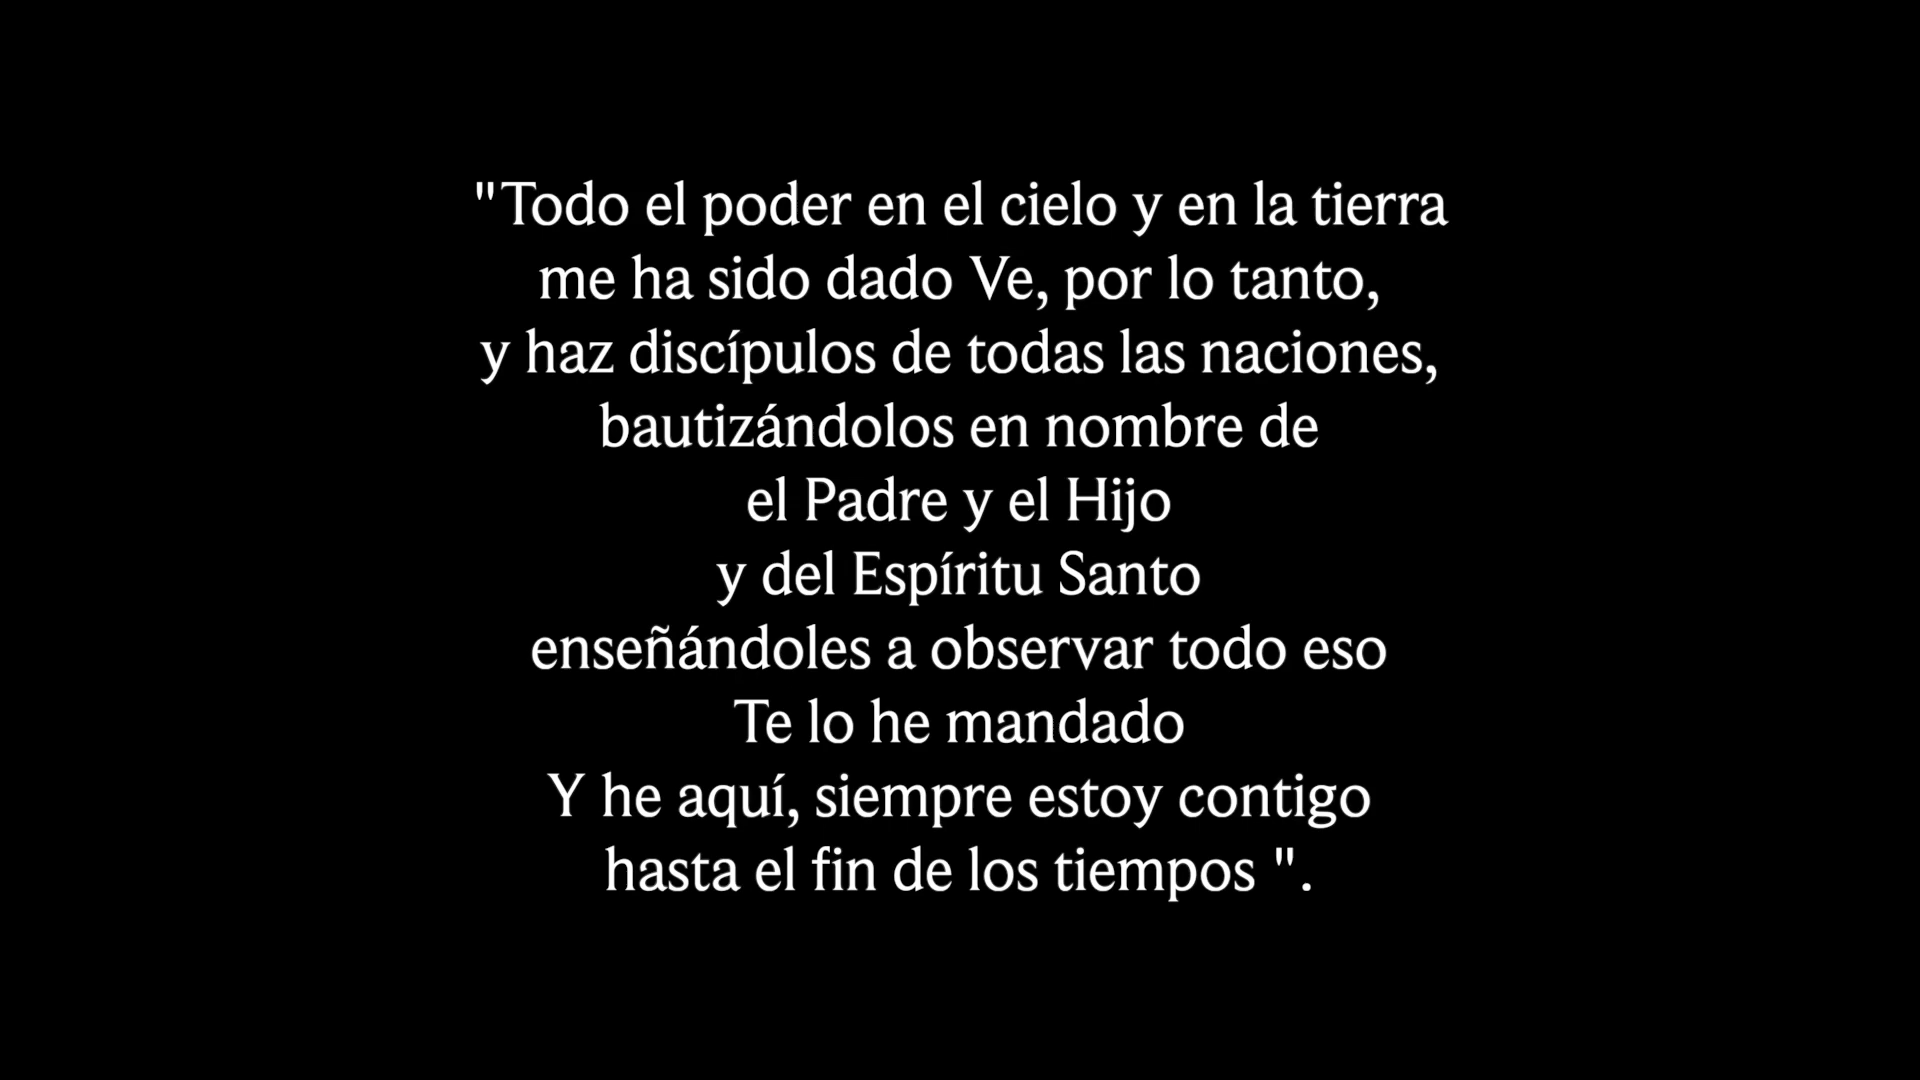 "Todo el poder en el cielo y en la tierra
me ha sido dado Ve, por lo tanto,
y haz discípulos de todas las naciones,
bautizándolos en nombre de
el Padre y el Hijo
y del Espíritu Santo
enseñándoles a observar todo eso
Te lo he mandado
Y he aquí, siempre estoy contigo
hasta el fin de los tiempos ".